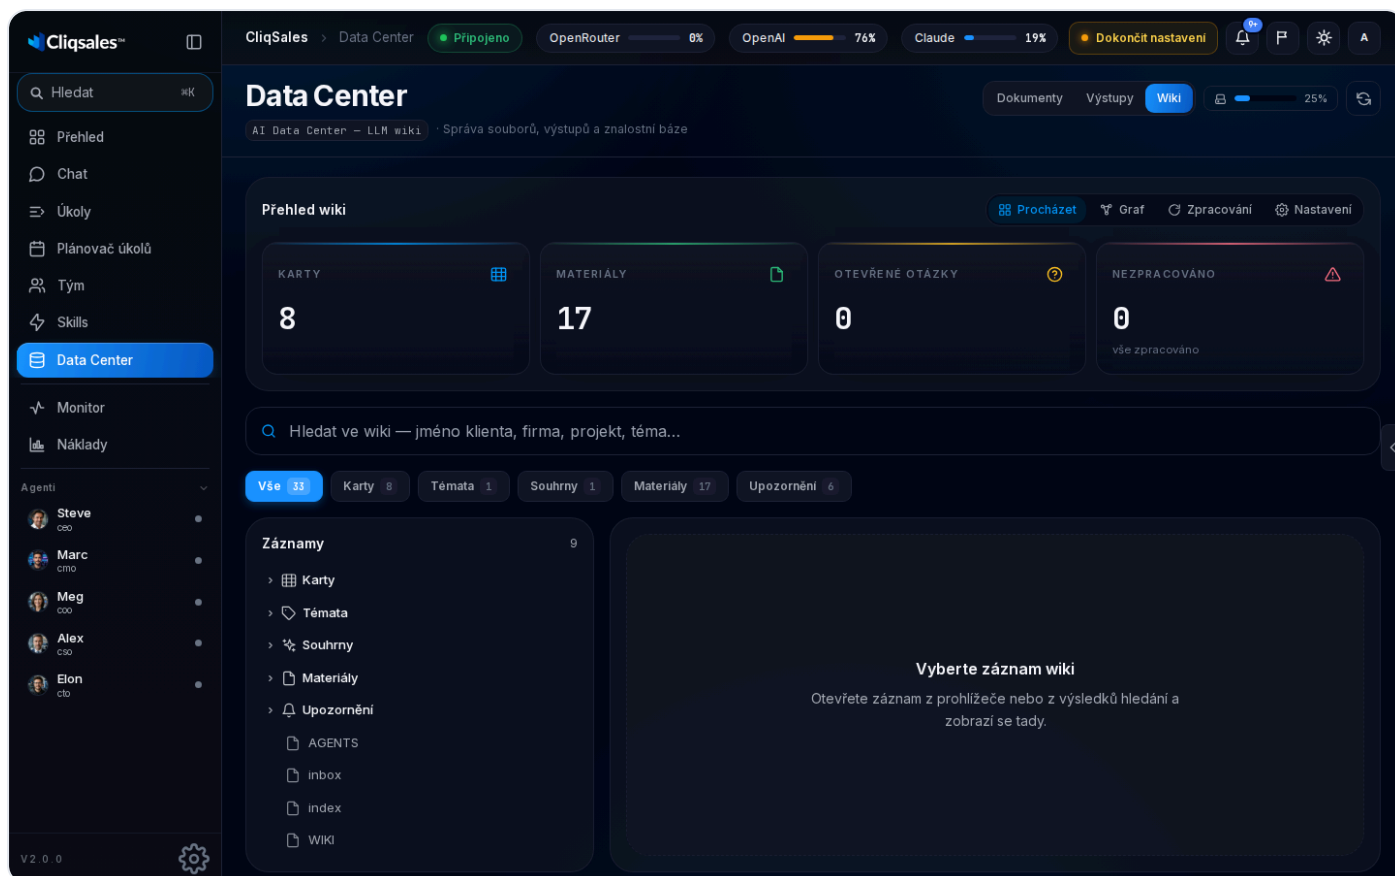 Cliqsales™
CliqSales > Data Center
Připojeno
OpenRouter 0%
OpenAI 76%
Claude 19%
Dokončit nastavení
9+
A
Hledat ⌘K
Přehled
Chat
Úkoly
Plánovač úkolů
Tým
Skills
Data Center
Monitor
Náklady
Agenti
Steve
ceo
Marc
cmo
Meg
coo
Alex
cso
Elon
cto
V2.0.0
Data Center
AI Data Center — LLM wiki · Správa souborů, výstupů a znalostní báze
Dokumenty Výstupy Wiki
25%
Přehled wiki
Procházet Graf Zpracování Nastavení
KARTY
8
MATERIÁLY
17
OTEVŘENÉ OTÁZKY
0
NEZPRACOVÁNO
0
vše zpracováno
Hledat ve wiki — jméno klienta, firma, projekt, téma...
Vše 33 Karty 8 Témata 1 Souhrny 1 Materiály 17 Upozornění 6
Záznamy 9
Karty
Témata
Souhrny
Materiály
Upozornění
AGENTS
inbox
index
WIKI
Vyberte záznam wiki
Otevřete záznam z prohlížeče nebo z výsledků hledání a
zobrazí se tady.